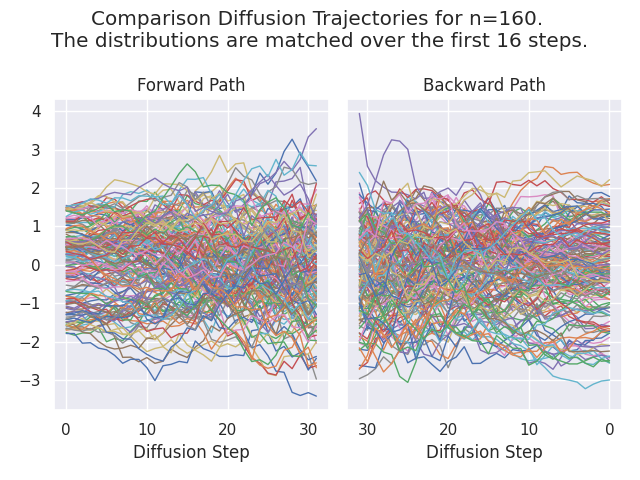 Comparison Diffusion Trajectories for n=160.
The distributions are matched over the first 16 steps.
Forward Path
Backward Path
4
3
2
1
0
−1
−2
−3
0 10 20 30
30 20 10 0
Diffusion Step
Diffusion Step